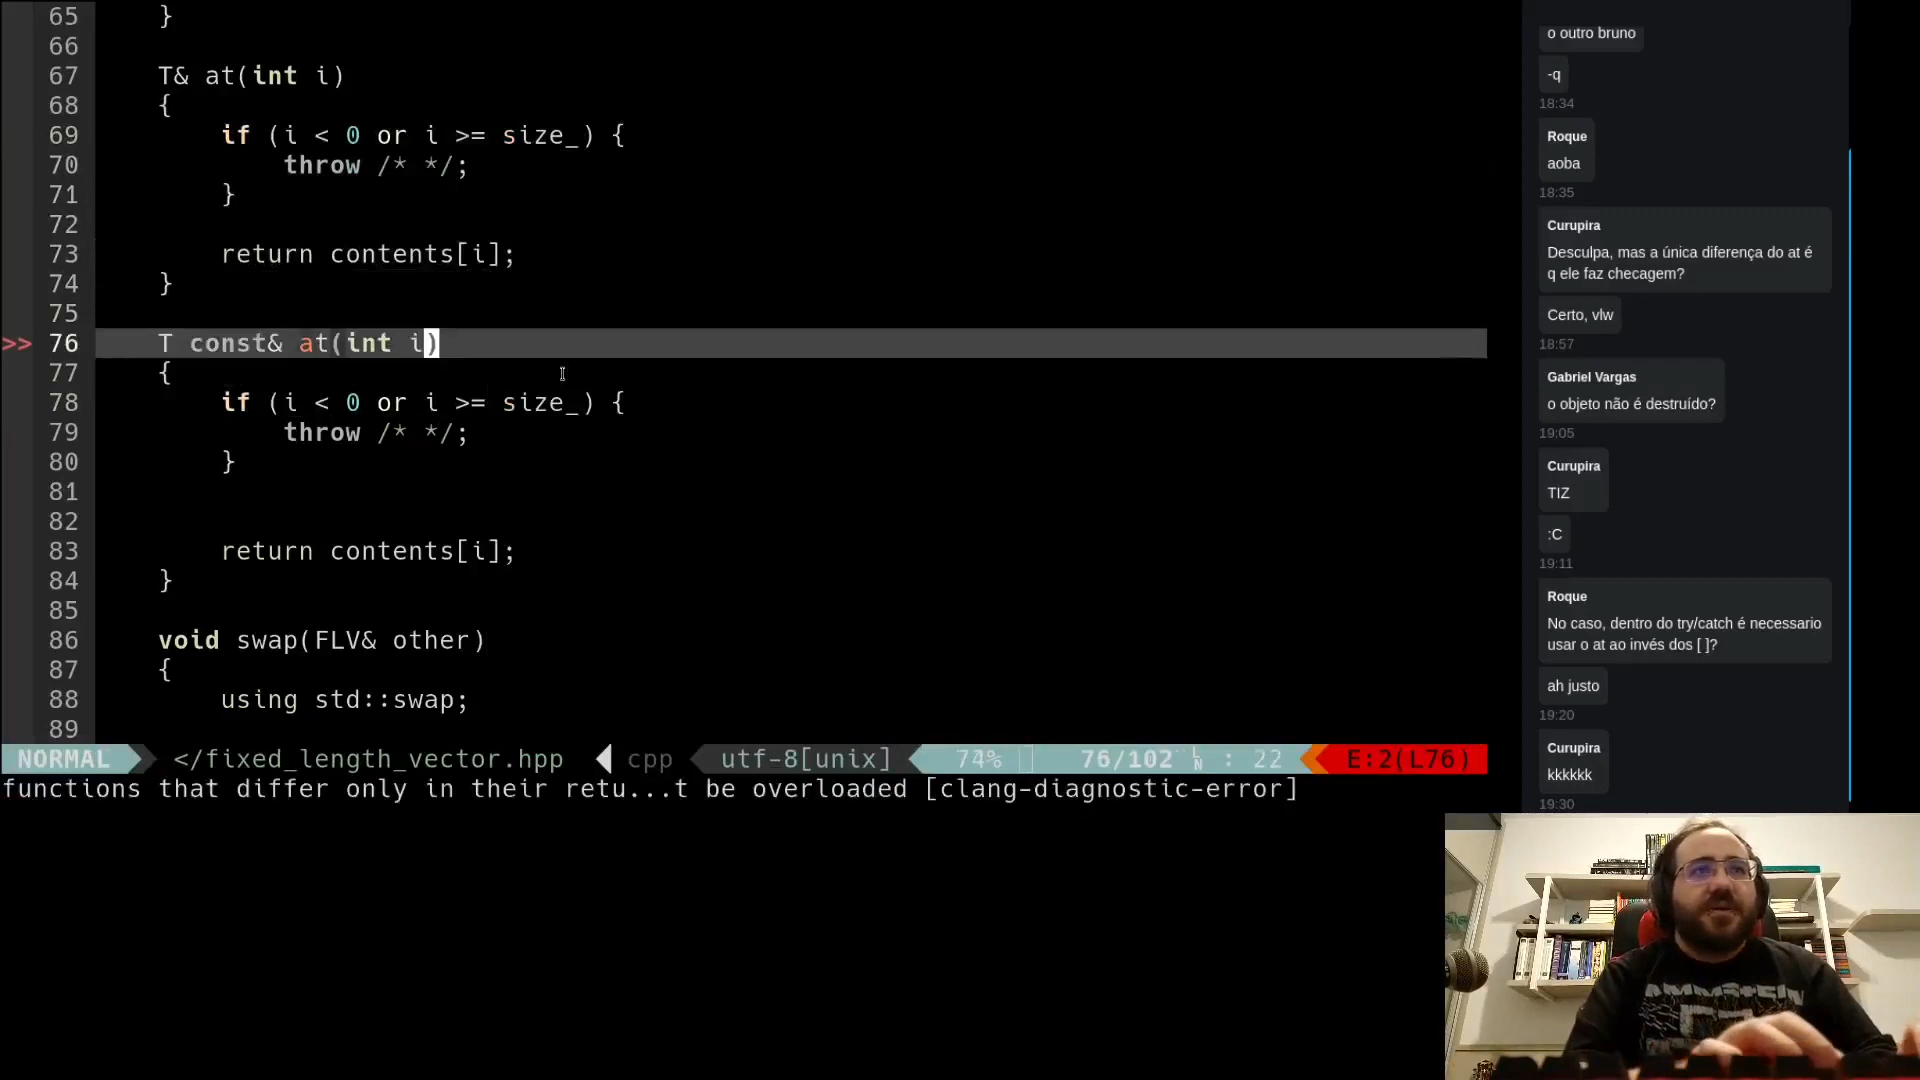 65 }
66
67 T& at(int i)
68 {
69 if (i < 0 or i >= size_) {
70 throw /* */;
71 }
72
73 return contents[i];
74 }
75
>> 76 T const& at(int i)
77 {
78 if (i < 0 or i >= size_) {
79 throw /* */;
80 }
81
82
83 return contents[i];
84 }
85
86 void swap(FLV& other)
87 {
88 using std::swap;
89
NORMAL </fixed_length_vector.hpp cpp utf-8[unix] 74% 76/102 : 22 E:2(L76)
functions that differ only in their retu...t be overloaded [clang-diagnostic-error]
o outro bruno
-q
18:34
Roque
aoba
18:35
Curupira
Desculpa, mas a única diferença do at é
q ele faz checagem?
Certo, vlw
18:57
Gabriel Vargas
o objeto não é destruído?
19:05
Curupira
TIZ
:C
19:11
Roque
No caso, dentro do try/catch é necessario
usar o at ao invés dos [ ]?
ah justo
19:20
Curupira
kkkkkk
19:30